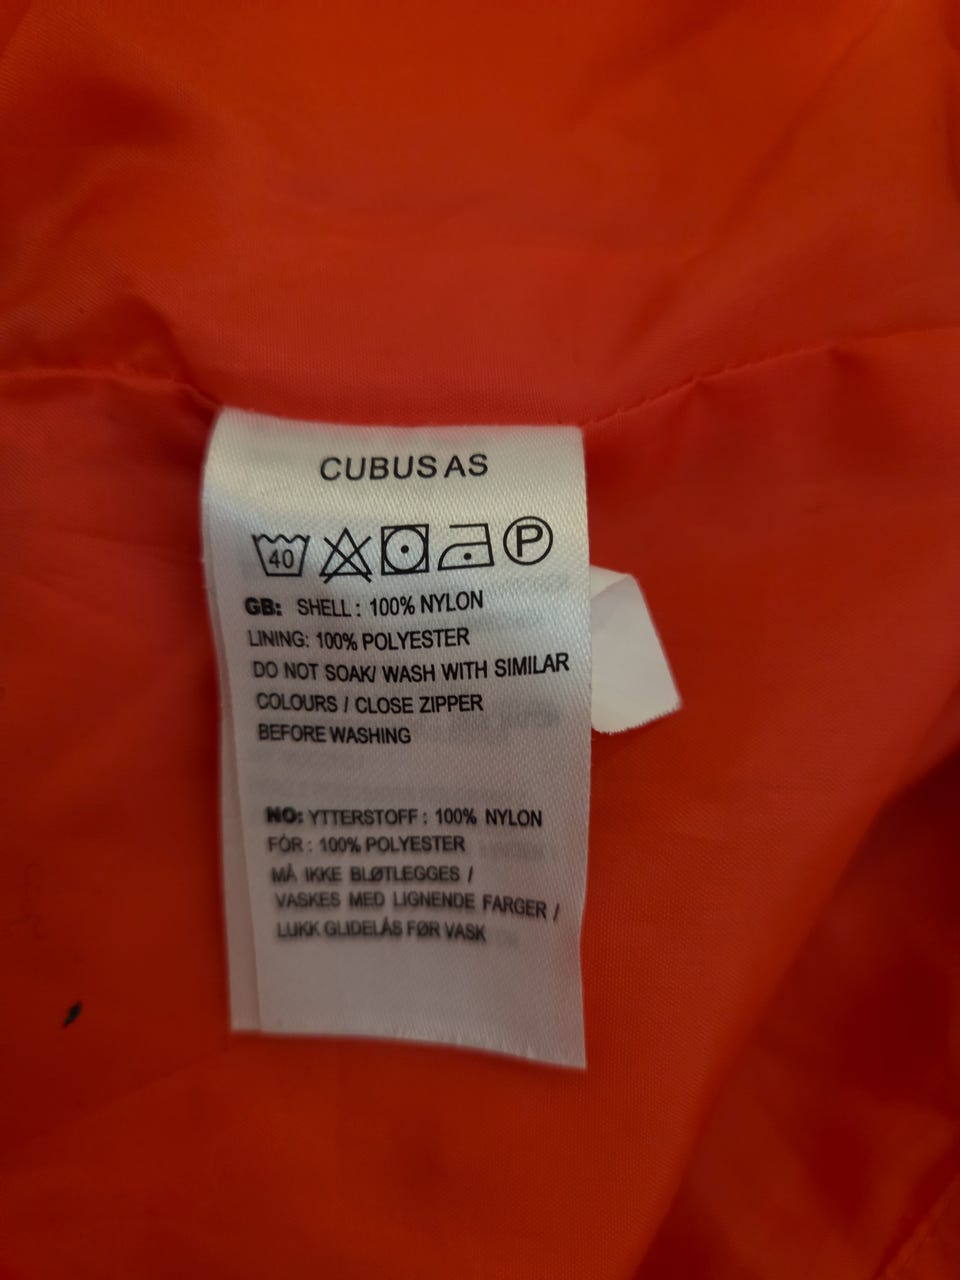 CUBUS AS
40 P
GB: SHELL : 100% NYLON
LINING: 100% POLYESTER
DO NOT SOAK/ WASH WITH SIMILAR
COLOURS / CLOSE ZIPPER
BEFORE WASHING
NO: YTTERSTOFF : 100% NYLON
FÓR : 100% POLYESTER
MÅ IKKE BLØTLEGGES /
VASKES MED LIGNENDE FARGER /
LUKK GLIDELÅS FØR VASK